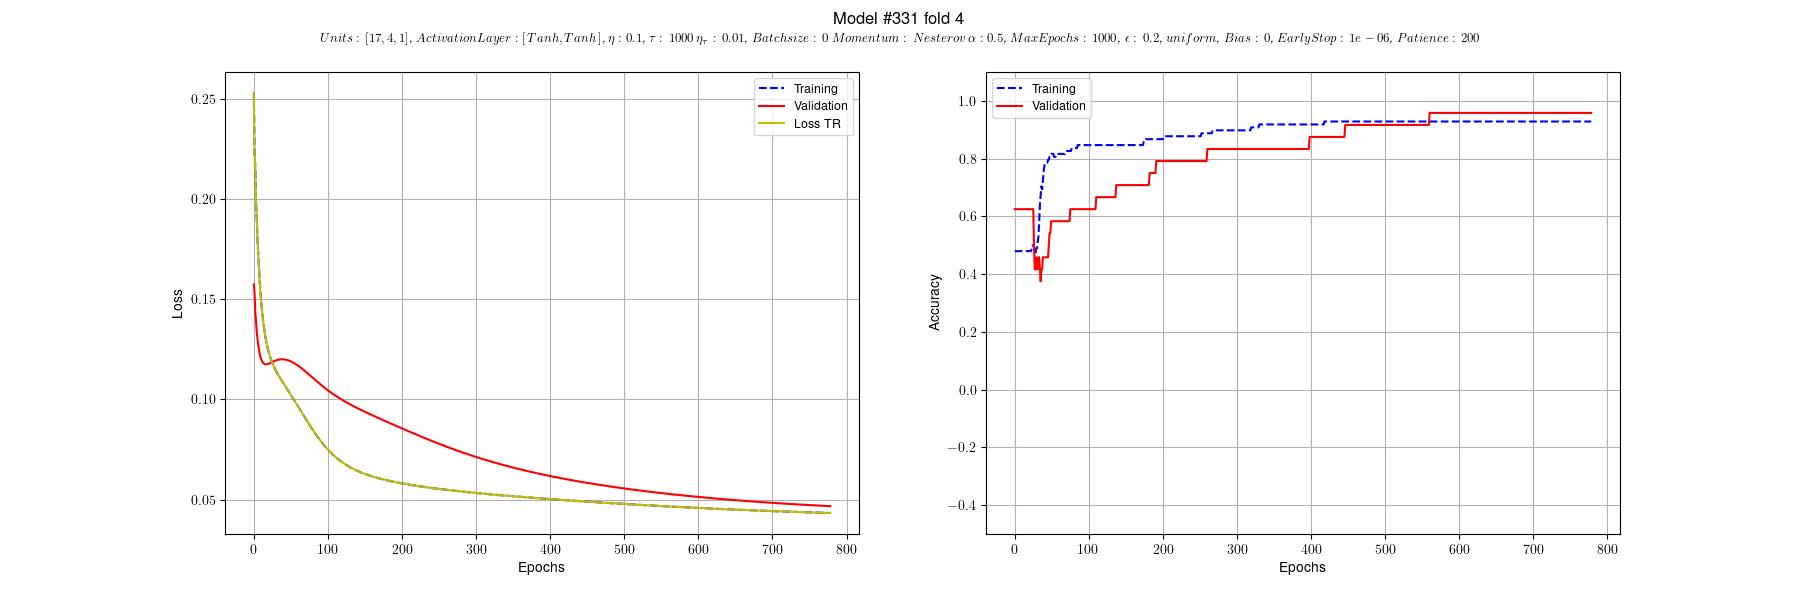 Model #331 fold 4
Units : [17, 4, 1], ActivationLayer : [Tanh, Tanh], η : 0.1, τ : 1000 η_τ : 0.01, Batchsize : 0 Momentum : Nesterov α : 0.5, MaxEpochs : 1000, ϵ : 0.2, uniform, Bias : 0, EarlyStop : 1e − 06, Patience : 200
Loss
0.25
0.20
0.15
0.10
0.05
0 100 200 300 400 500 600 700 800
Epochs
Training
Validation
Loss TR
Accuracy
1.0
0.8
0.6
0.4
0.2
0.0
−0.2
−0.4
0 100 200 300 400 500 600 700 800
Epochs
Training
Validation